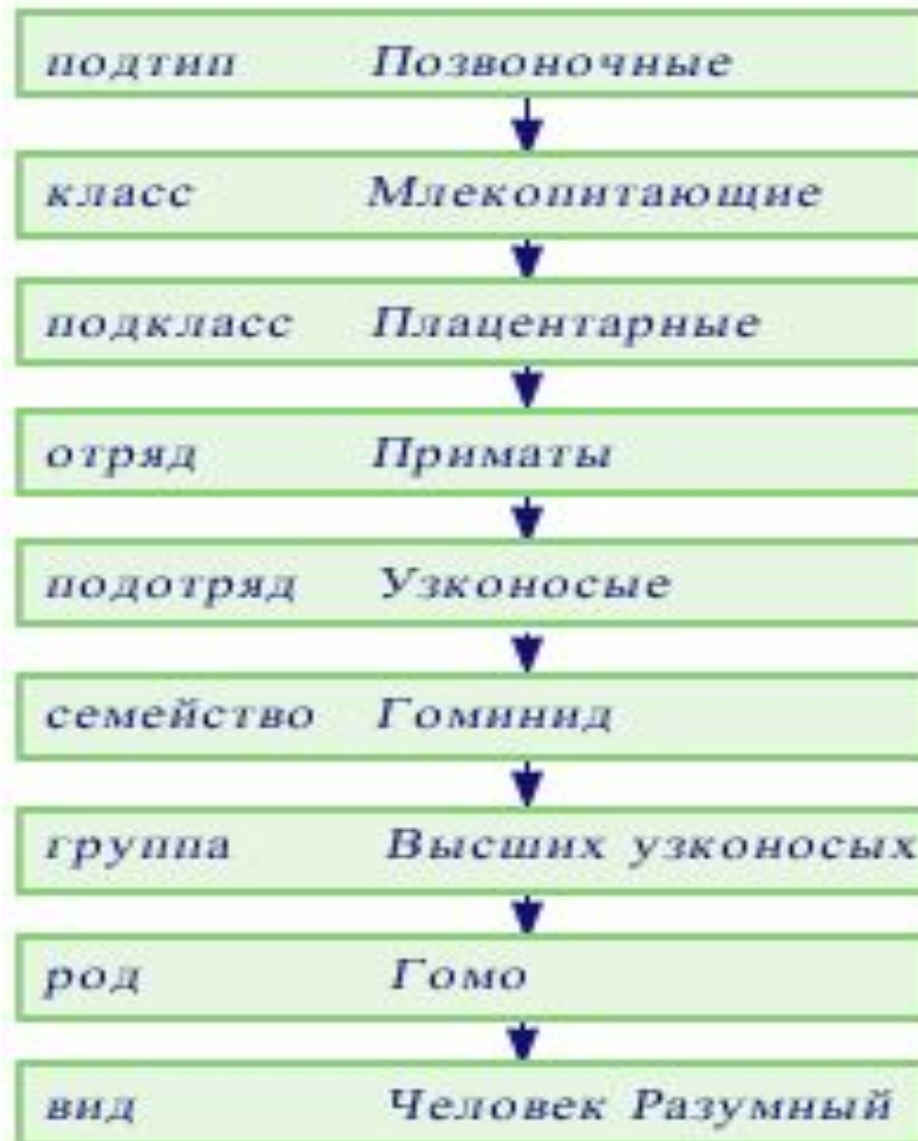 подтип Позвоночные
класс Млекопитающие
подкласс Плацентарные
отряд Приматы
подотряд Узконосые
семейство Гоминид
группа Высших узконосых
род Гомо
вид Человек Разумный